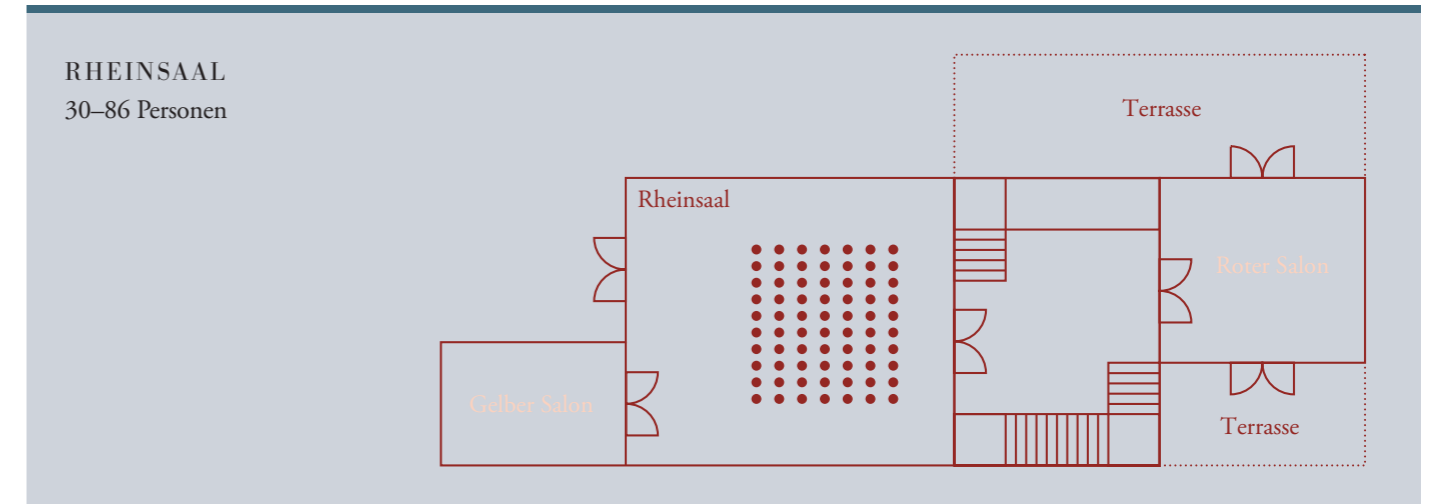 RHEINSAAL
30–86 Personen
Terrasse
Rheinsaal
Roter Salon
Gelber Salon
Terrasse